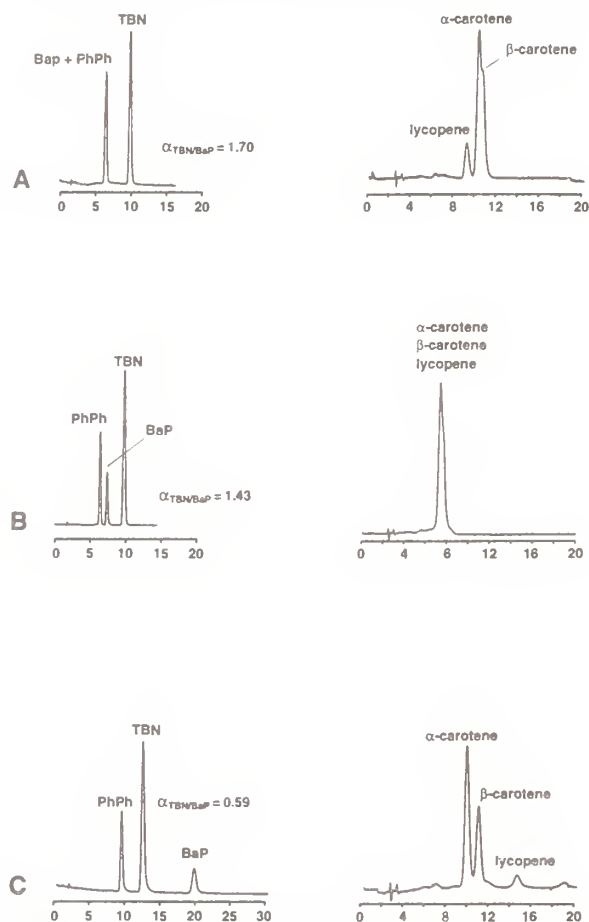 TBN
Bap + PhPh
αTBN/BaP = 1.70
A
0 5 10 15 20
α-carotene
β-carotene
lycopene
0 4 8 12 16 20
TBN
PhPh
BaP
αTBN/BaP = 1.43
B
0 5 10 15 20
α-carotene
β-carotene
lycopene
0 4 8 12 16 20
TBN
PhPh
αTBN/BaP = 0.59
BaP
C
0 5 10 15 20 25 30
α-carotene
β-carotene
lycopene
0 4 8 12 16 20